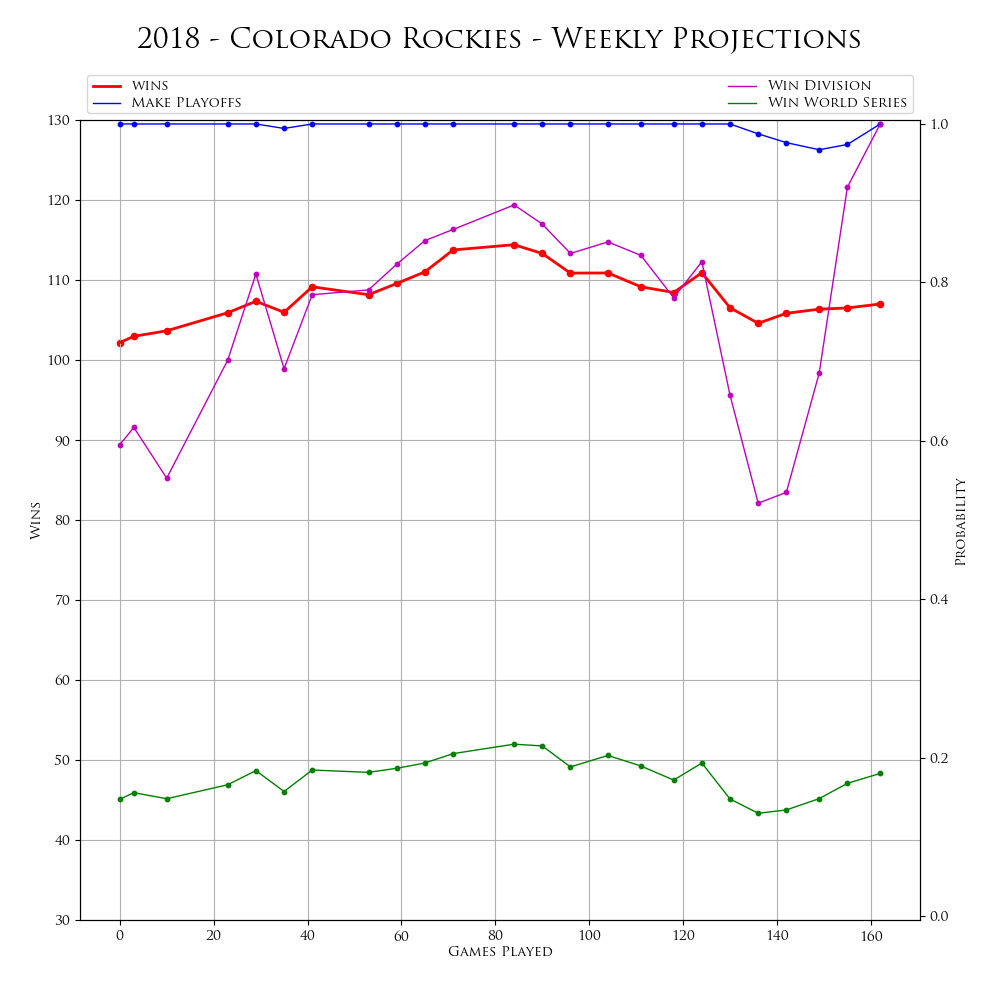 2018 - Colorado Rockies - Weekly Projections
wins
Make Playoffs
Win Division
Win World Series
130
120
110
100
90
80
70
60
50
40
30
Wins
1.0
0.8
0.6
0.4
0.2
0.0
Probability
0 20 40 60 80 100 120 140 160
Games Played